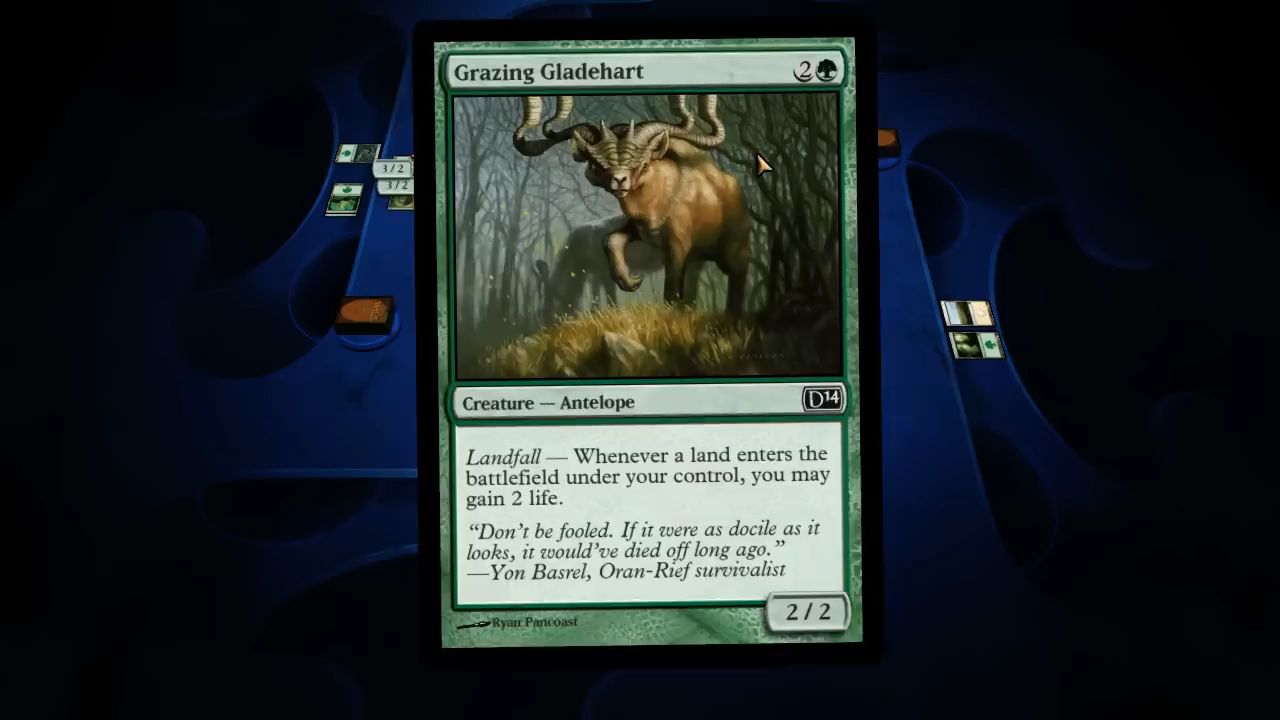 Grazing Gladehart
2
3/2
3/2
Creature — Antelope
D14
Landfall — Whenever a land enters the
battlefield under your control, you may
gain 2 life.
“Don't be fooled. If it were as docile as it
looks, it would've died off long ago.”
—Yon Basrel, Oran-Rief survivalist
2/2
Ryan Pancoast